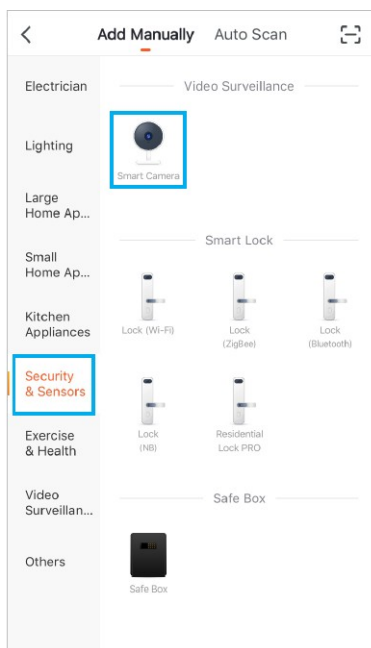 Add Manually Auto Scan
Electrician
Lighting
Large
Home Ap...
Small
Home Ap...
Kitchen
Appliances
Security
& Sensors
Exercise
& Health
Video
Surveillan...
Others
Video Surveillance
Smart Camera
Smart Lock
Lock (Wi-Fi)
Lock
(ZigBee)
Lock
(Bluetooth)
Lock
(NB)
Residential
Lock PRO
Safe Box
Safe Box